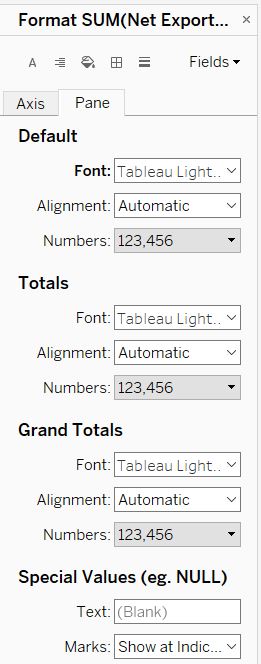 Format SUM(Net Export... ×
A Fields
Axis Pane
Default
Font: Tableau Light..
Alignment: Automatic
Numbers: 123,456
Totals
Font: Tableau Light..
Alignment: Automatic
Numbers: 123,456
Grand Totals
Font: Tableau Light..
Alignment: Automatic
Numbers: 123,456
Special Values (eg. NULL)
Text: (Blank)
Marks: Show at Indic...